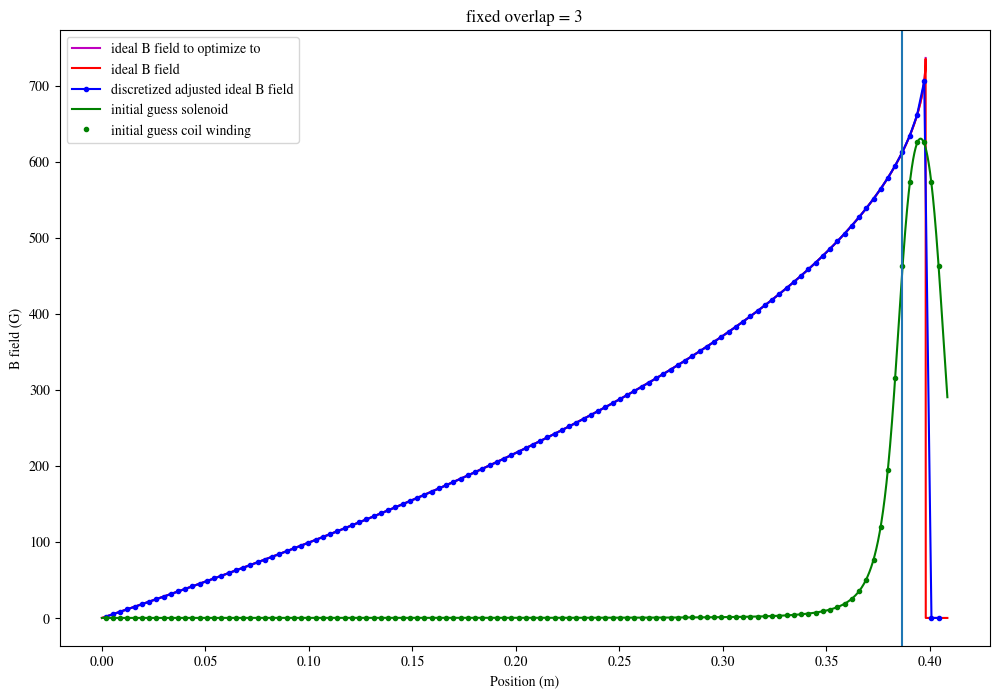 fixed overlap = 3
ideal B field to optimize to
ideal B field
discretized adjusted ideal B field
initial guess solenoid
initial guess coil winding
B field (G)
700
600
500
400
300
200
100
0
0.00 0.05 0.10 0.15 0.20 0.25 0.30 0.35 0.40
Position (m)